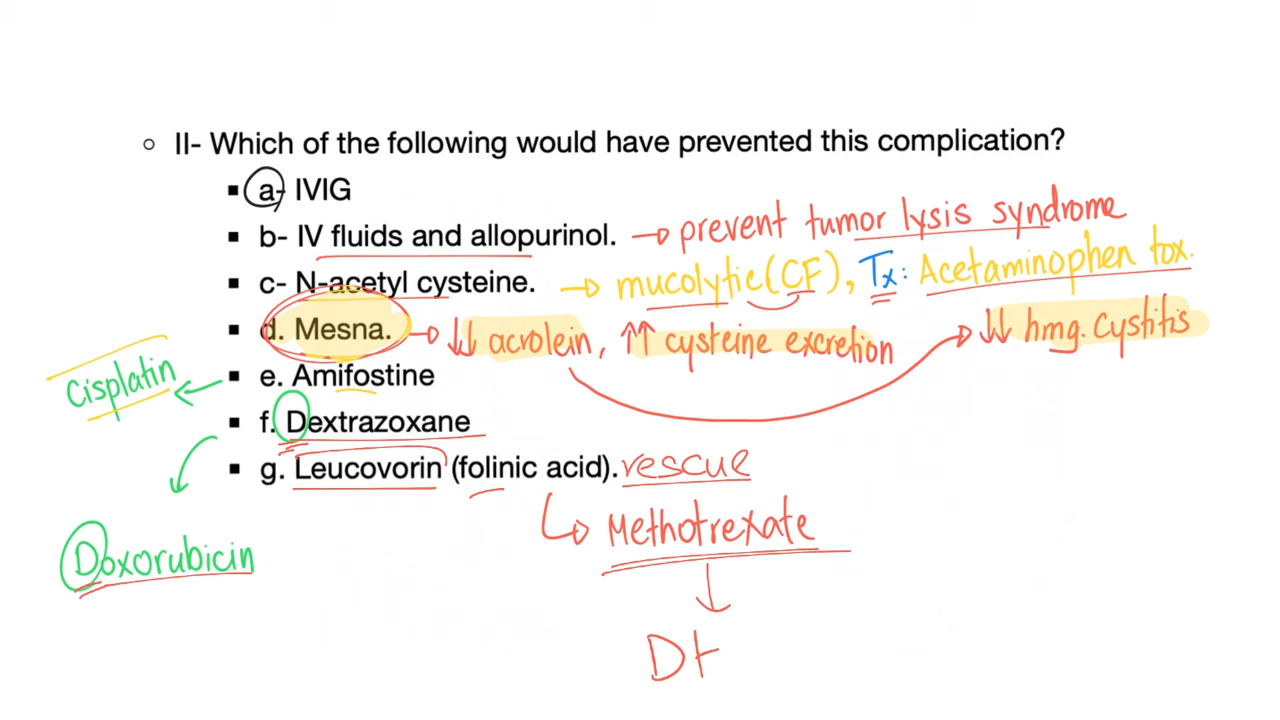 II- Which of the following would have prevented this complication?
a- IVIG
b- IV fluids and allopurinol. → prevent tumor lysis syndrome
c- N-acetyl cysteine. → mucolytic (CF), Tx: Acetaminophen tox.
d. Mesna. → ↓↓ acrolein, ↑↑ cysteine excretion → ↓↓ hmg. Cystitis
Cisplatin ← e. Amifostine
f. Dextrazoxane
g. Leucovorin (folinic acid). rescue
Methotrexate
Doxorubicin
DH